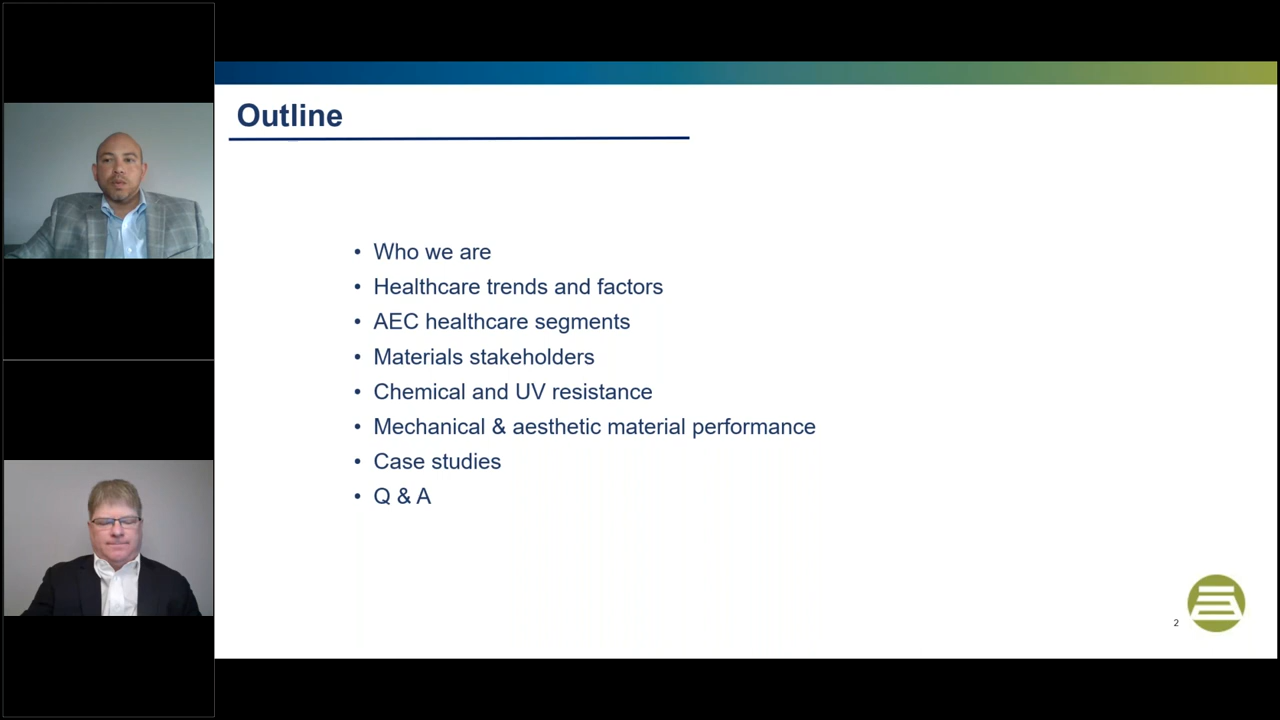 Outline
• Who we are
• Healthcare trends and factors
• AEC healthcare segments
• Materials stakeholders
• Chemical and UV resistance
• Mechanical & aesthetic material performance
• Case studies
• Q & A
2